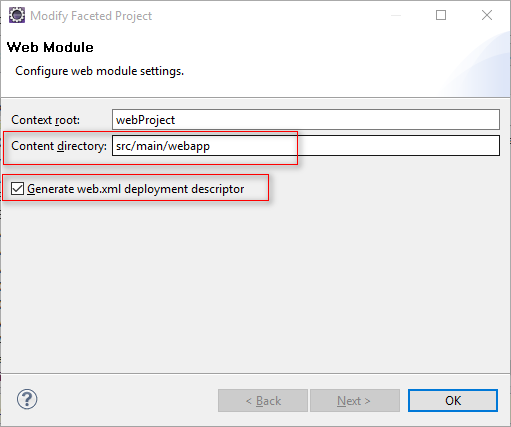 Modify Faceted Project
Web Module
Configure web module settings.
Context root: webProject
Content directory: src/main/webapp
Generate web.xml deployment descriptor
?
< Back Next > OK